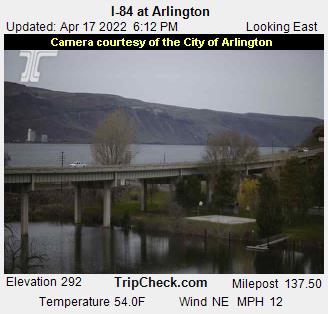 I-84 at Arlington
Updated: Apr 17 2022 6:12 PM Looking East
Camera courtesy of the City of Arlington
Elevation 292 TripCheck.com Milepost 137.50
Temperature 54.0F Wind NE MPH 12